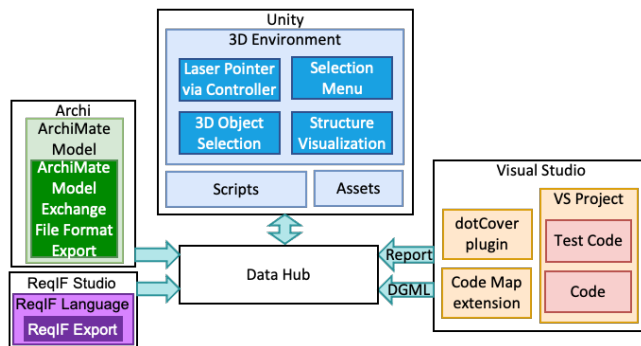 Unity
3D Environment
Laser Pointer
via Controller
Selection
Menu
3D Object
Selection
Structure
Visualization
Scripts
Assets
Archi
ArchiMate
Model
ArchiMate
Model
Exchange
File Format
Export
ReqIF Studio
ReqIF Language
ReqIF Export
Data Hub
Report
DGML
Visual Studio
dotCover
plugin
Code Map
extension
VS Project
Test Code
Code